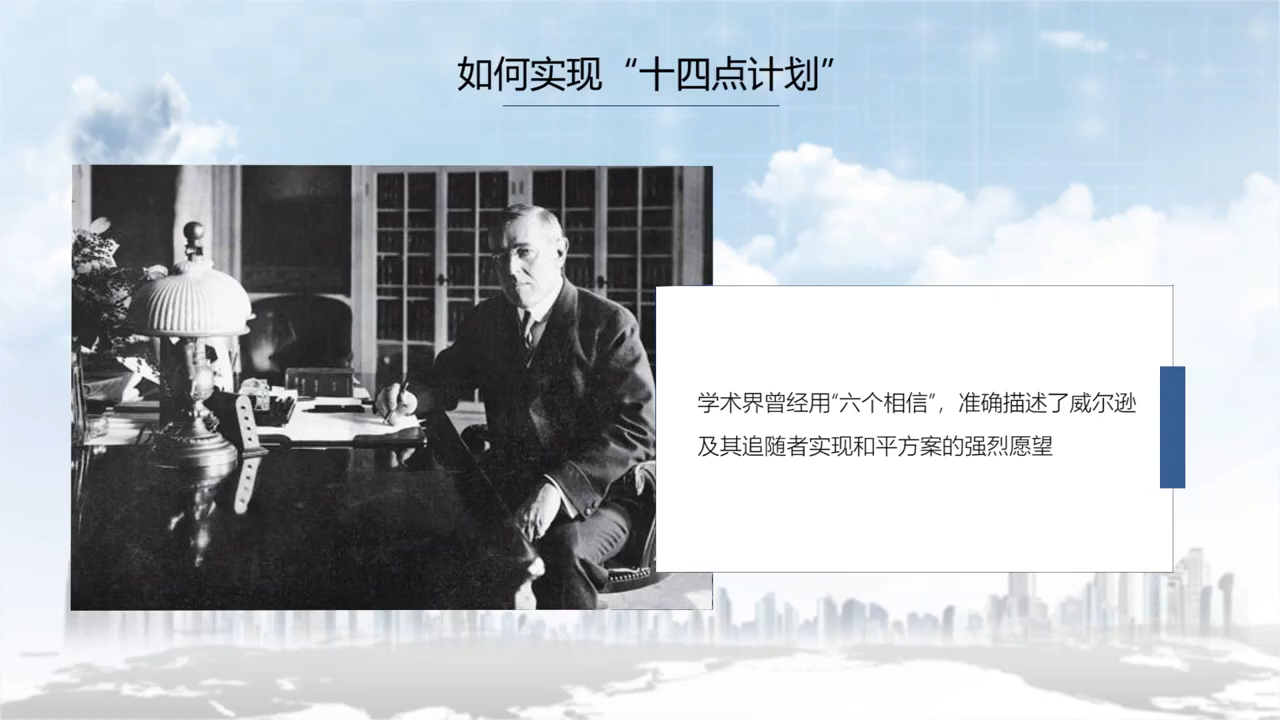 如何实现“十四点计划”
学术界曾经用“六个相信”，准确描述了威尔逊
及其追随者实现和平方案的强烈愿望